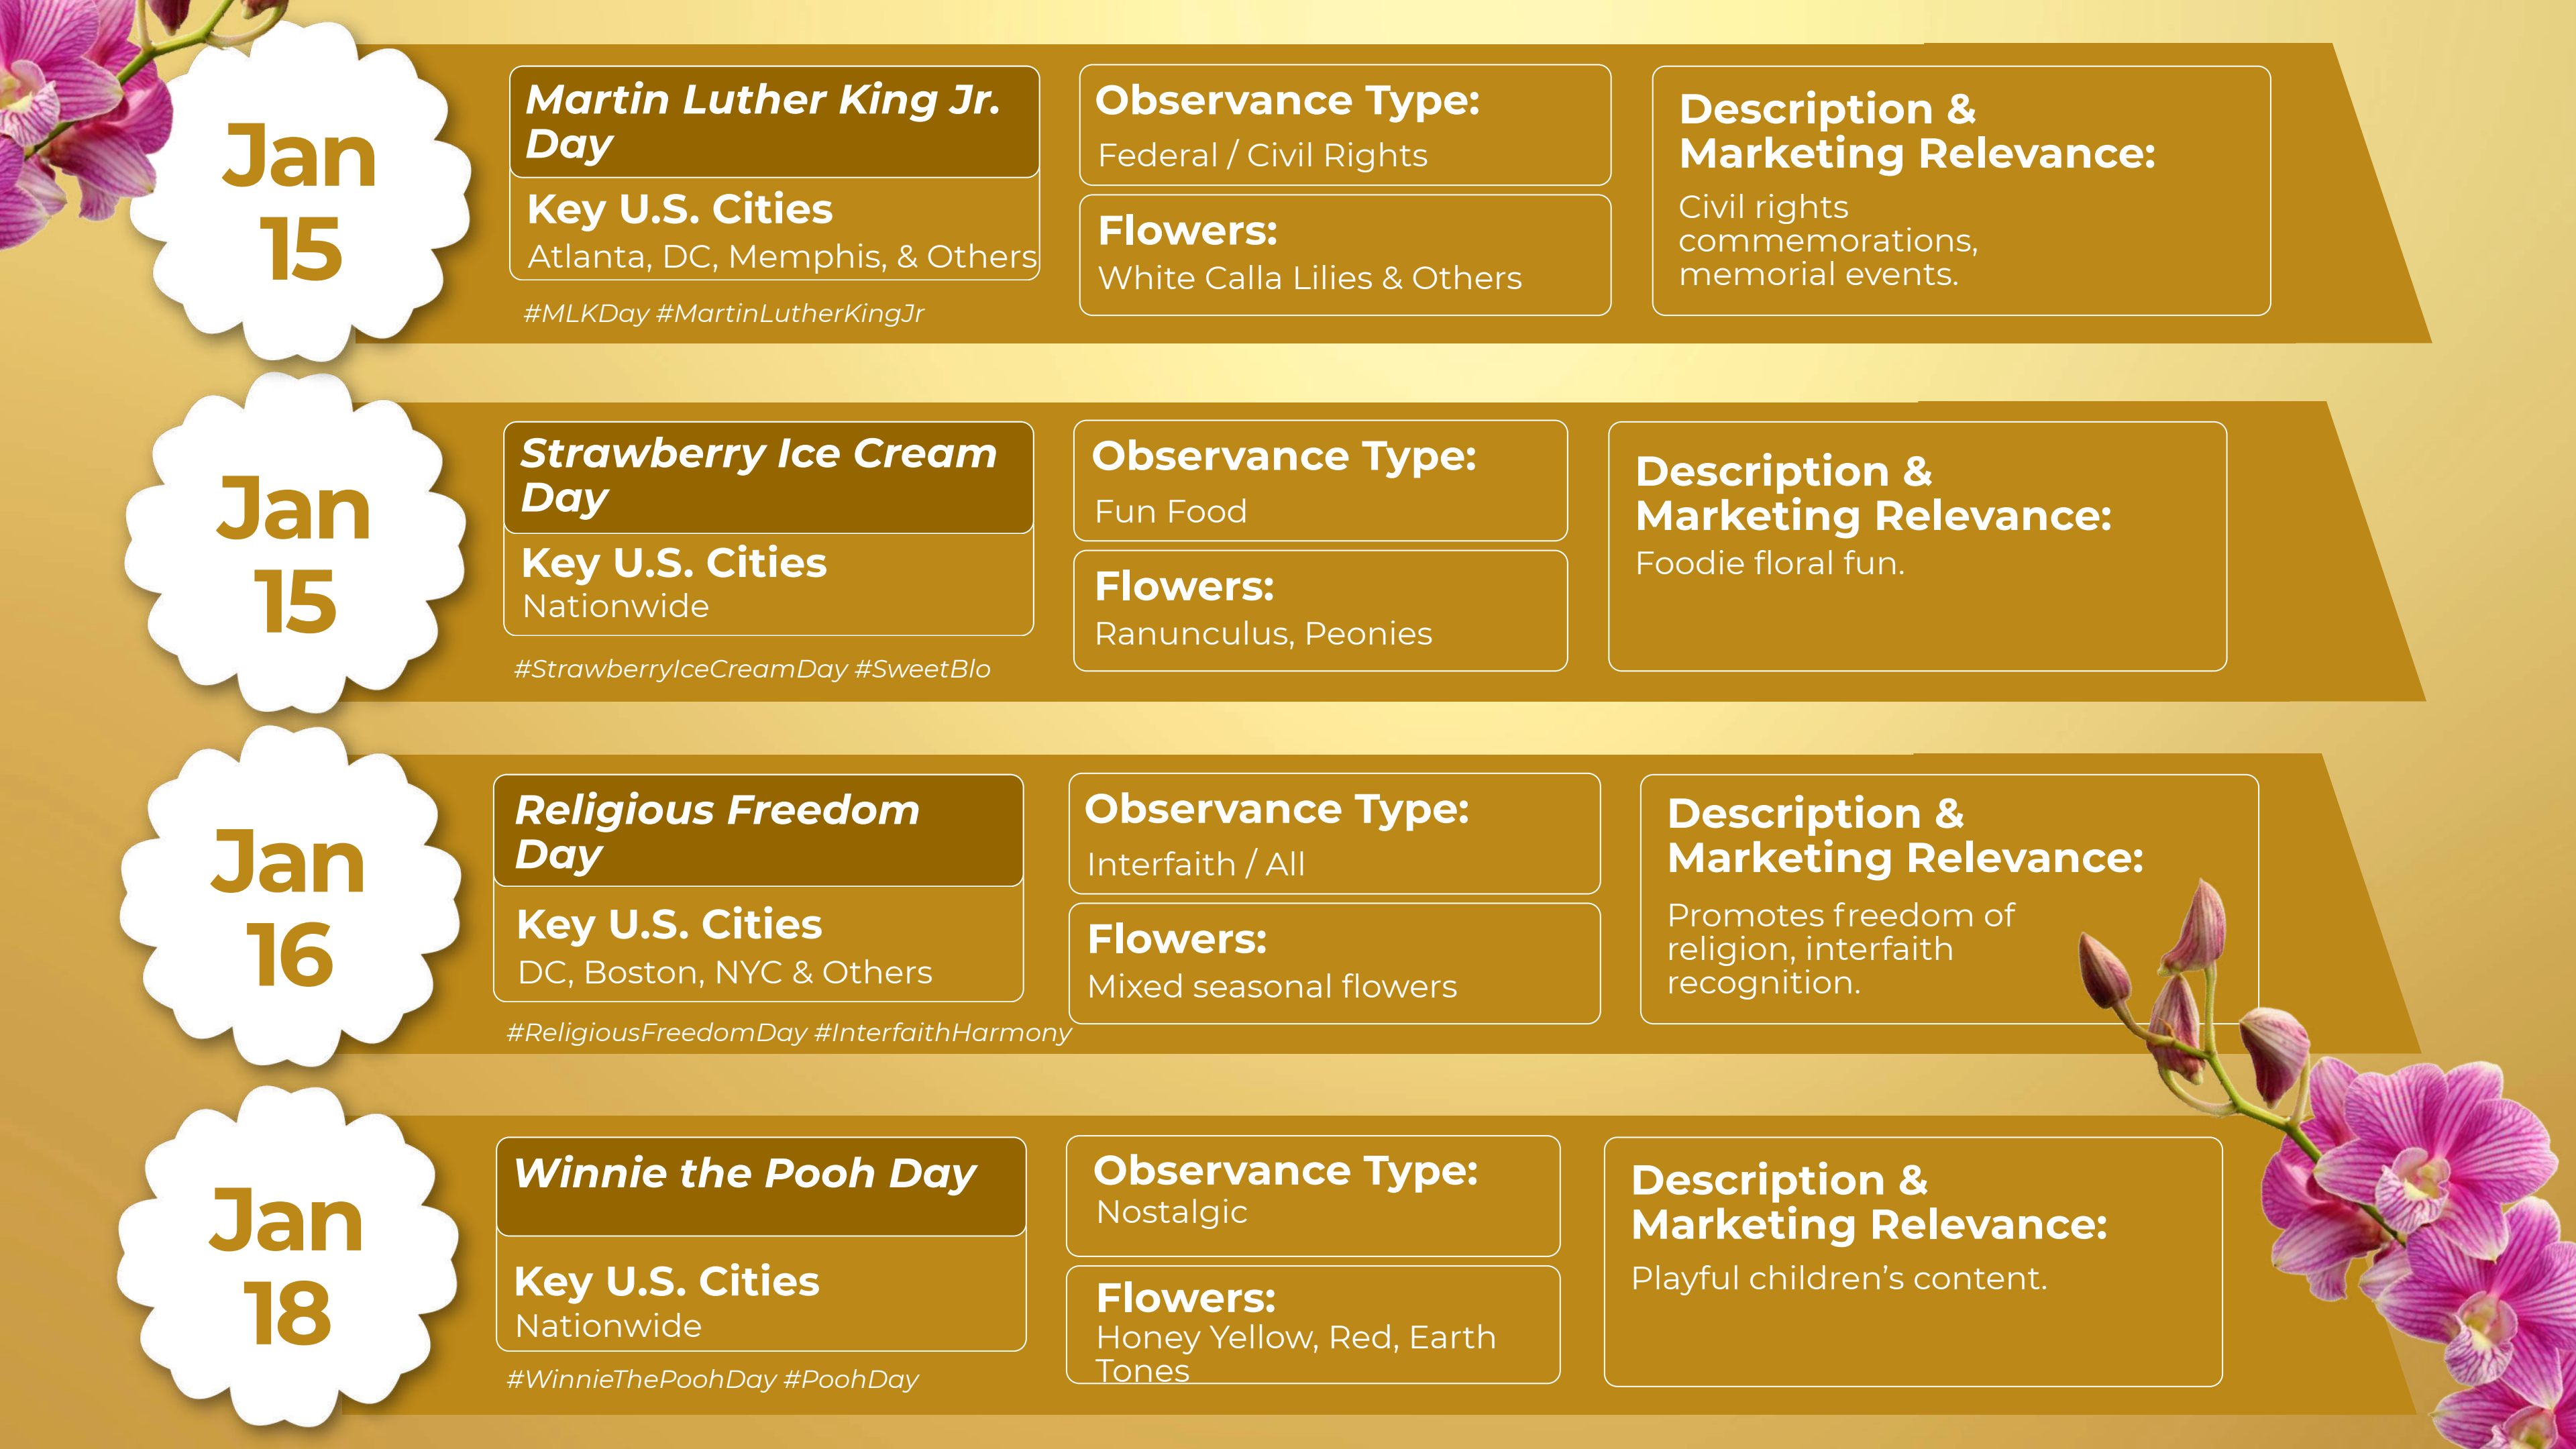 Jan
15
Martin Luther King Jr.
Day
Key U.S. Cities
Atlanta, DC, Memphis, & Others
#MLKDay #MartinLutherKingJr
Observance Type:
Federal / Civil Rights
Flowers:
White Calla Lilies & Others
Description &
Marketing Relevance:
Civil rights
commemorations,
memorial events.
Jan
15
Strawberry Ice Cream
Day
Key U.S. Cities
Nationwide
#StrawberryIceCreamDay #SweetBlo
Observance Type:
Fun Food
Flowers:
Ranunculus, Peonies
Description &
Marketing Relevance:
Foodie floral fun.
Jan
16
Religious Freedom
Day
Key U.S. Cities
DC, Boston, NYC & Others
#ReligiousFreedomDay #InterfaithHarmony
Observance Type:
Interfaith / All
Flowers:
Mixed seasonal flowers
Description &
Marketing Relevance:
Promotes freedom of
religion, interfaith
recognition.
Jan
18
Winnie the Pooh Day
Key U.S. Cities
Nationwide
#WinnieThePoohDay #PoohDay
Observance Type:
Nostalgic
Flowers:
Honey Yellow, Red, Earth
Tones
Description &
Marketing Relevance:
Playful children’s content.